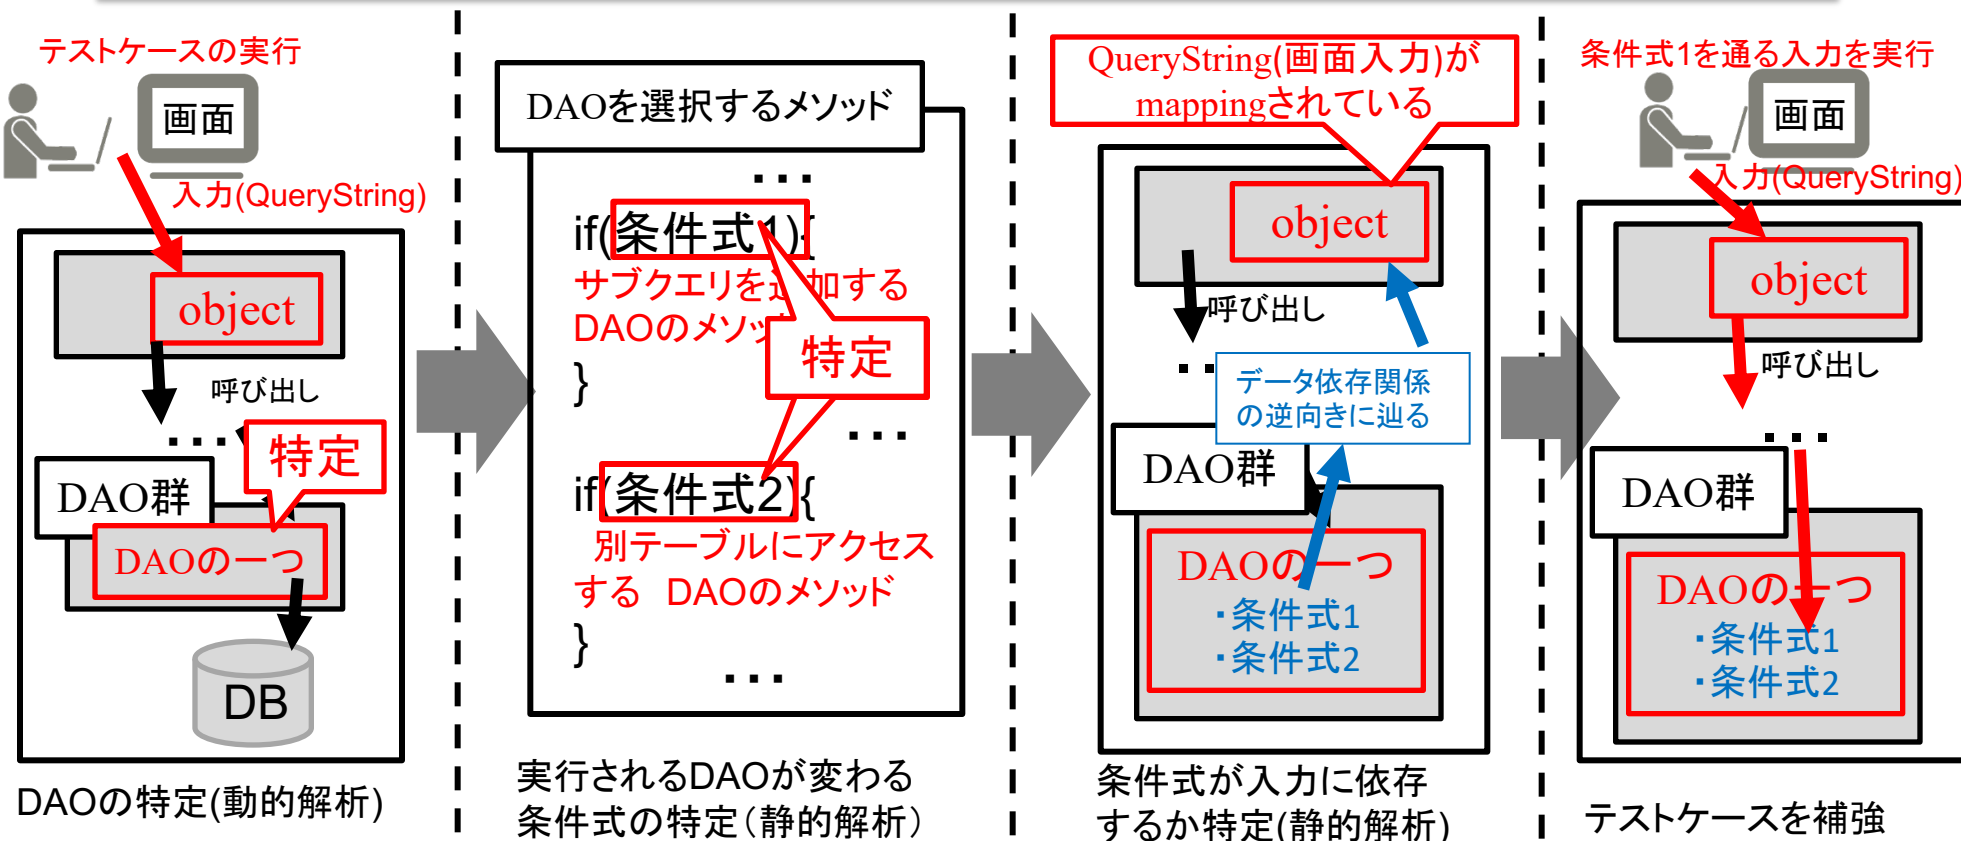 テストケースの実行
画面
入力(QueryString)
object
呼び出し
…
特定
DAO群
DAOの一つ
DB
DAOの特定(動的解析)
DAOを選択するメソッド
…
if(条件式1){
サブクエリを追加する
DAOのメソッド
}
特定
…
if(条件式2){
別テーブルにアクセス
する DAOのメソッド
}
…
実行されるDAOが変わる
条件式の特定(静的解析)
QueryString(画面入力)が
mappingされている
object
呼び出し
…
データ依存関係
の逆向きに辿る
DAO群
DAOの一つ
・条件式1
・条件式2
条件式が入力に依存
するか特定(静的解析)
条件式1を通る入力を実行
画面
入力(QueryString)
object
呼び出し
…
DAO群
DAOの一つ
・条件式1
・条件式2
テストケースを補強